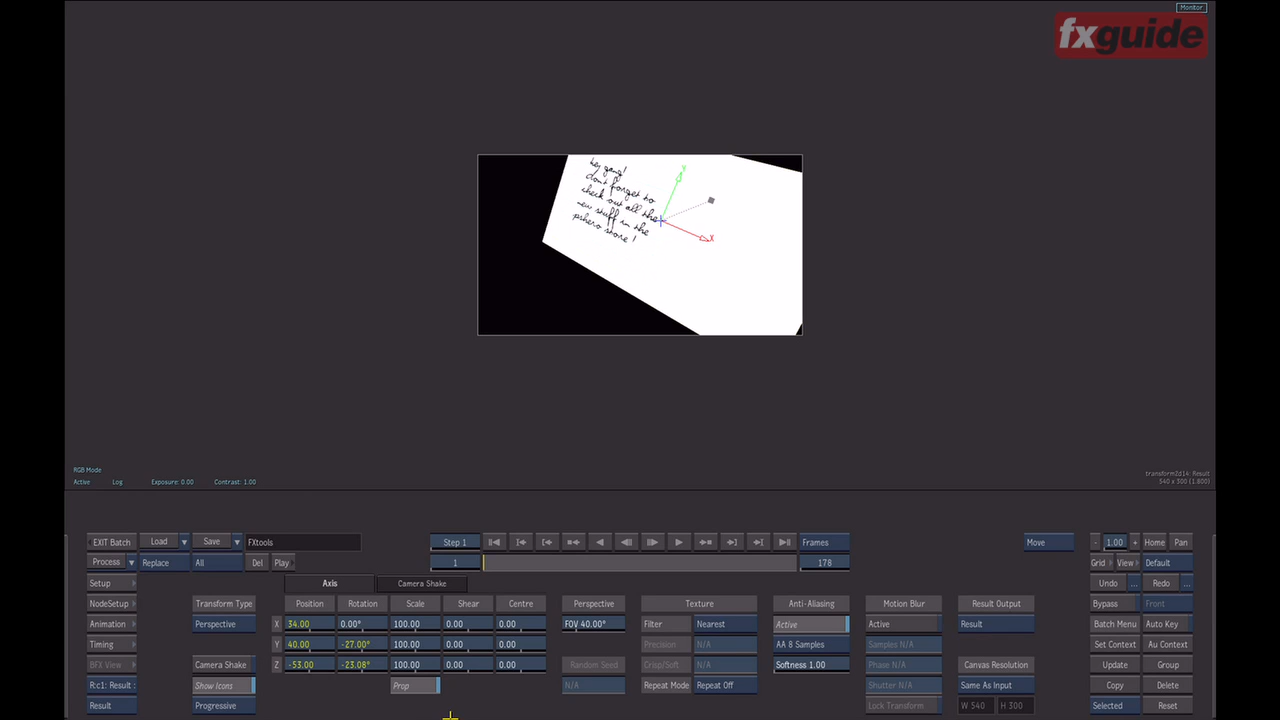 Monitor
fxguide
hey gang!
don't forget to
check out all the
new stuff in the
pshero store!
Y
X
RGB Mode
Active Log Exposure: 0.00 Contrast: 1.00
transform2d14: Result
540 x 300 (1.800)
EXIT Batch Load Save FXtools Step 1 Frames Move - 1.00 + Home Pan
Process Replace All Del Play 1 178 Grid View Default
Setup Axis Camera Shake Undo ... Redo ...
NodeSetup Transform Type Position Rotation Scale Shear Centre Perspective Texture Anti-Aliasing Motion Blur Result Output Bypass Front
Animation Perspective X 34.00 0.00° 100.00 0.00 0.00 FOV 40.00° Filter Nearest Active Active Result Batch Menu Auto Key
Timing Y 40.00 -27.00° 100.00 0.00 0.00 Precision N/A AA 8 Samples Samples N/A Set Context Au Context
BFX View Camera Shake Z -53.00 -23.08° 100.00 0.00 0.00 Random Seed Crisp/Soft N/A Softness 1.00 Phase N/A Canvas Resolution Update Group
R:c1: Result : Show Icons Prop N/A Repeat Mode Repeat Off Shutter N/A Same As Input Copy Delete
Result Progressive Lock Transform W 540 H 300 Selected Reset